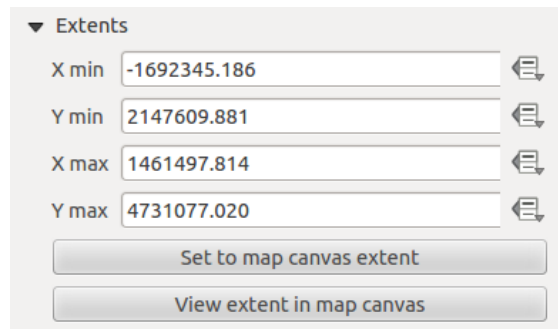 Extents
X min -1692345.186
Y min 2147609.881
X max 1461497.814
Y max 4731077.020
Set to map canvas extent
View extent in map canvas